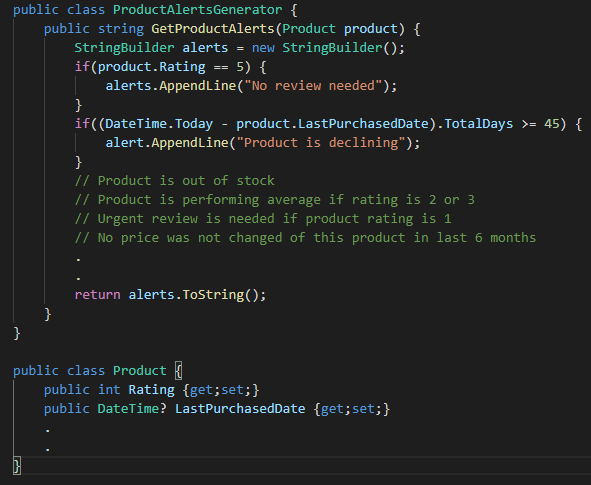 public class ProductAlertsGenerator {
public string GetProductAlerts(Product product) {
StringBuilder alerts = new StringBuilder();
if(product.Rating == 5) {
alerts.AppendLine("No review needed");
}
if((DateTime.Today - product.LastPurchasedDate).TotalDays >= 45) {
alert.AppendLine("Product is declining");
}
// Product is out of stock
// Product is performing average if rating is 2 or 3
// Urgent review is needed if product rating is 1
// No price was not changed of this product in last 6 months
.
.
return alerts.ToString();
}
}
public class Product {
public int Rating {get;set;}
public DateTime? LastPurchasedDate {get;set;}
.
.
}